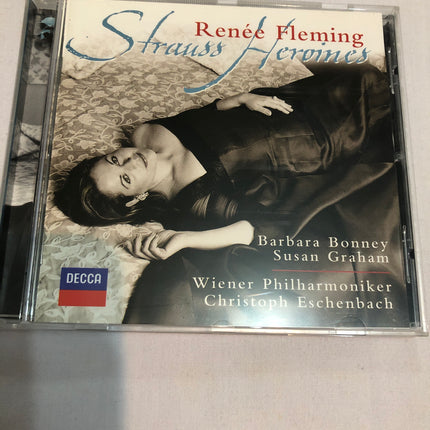 Renée Fleming
Strauss Heroines
Barbara Bonney
Susan Graham
Wiener Philharmoniker
Christoph Eschenbach
DECCA